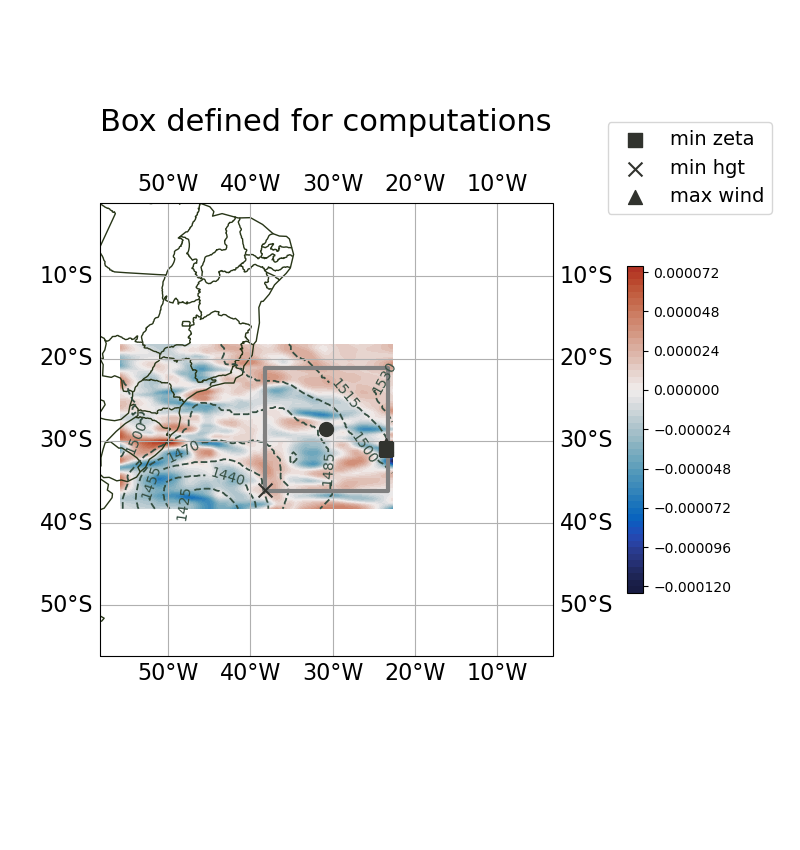 Box defined for computations
min zeta
min hgt
max wind
50°W 40°W 30°W 20°W 10°W
10°S 10°S
20°S 20°S
30°S 30°S
40°S 40°S
50°S 50°S
50°W 40°W 30°W 20°W 10°W
1530
1515
1500
1500
1485
1470
1455
1440
1425
0.000072
0.000048
0.000024
0.000000
−0.000024
−0.000048
−0.000072
−0.000096
−0.000120